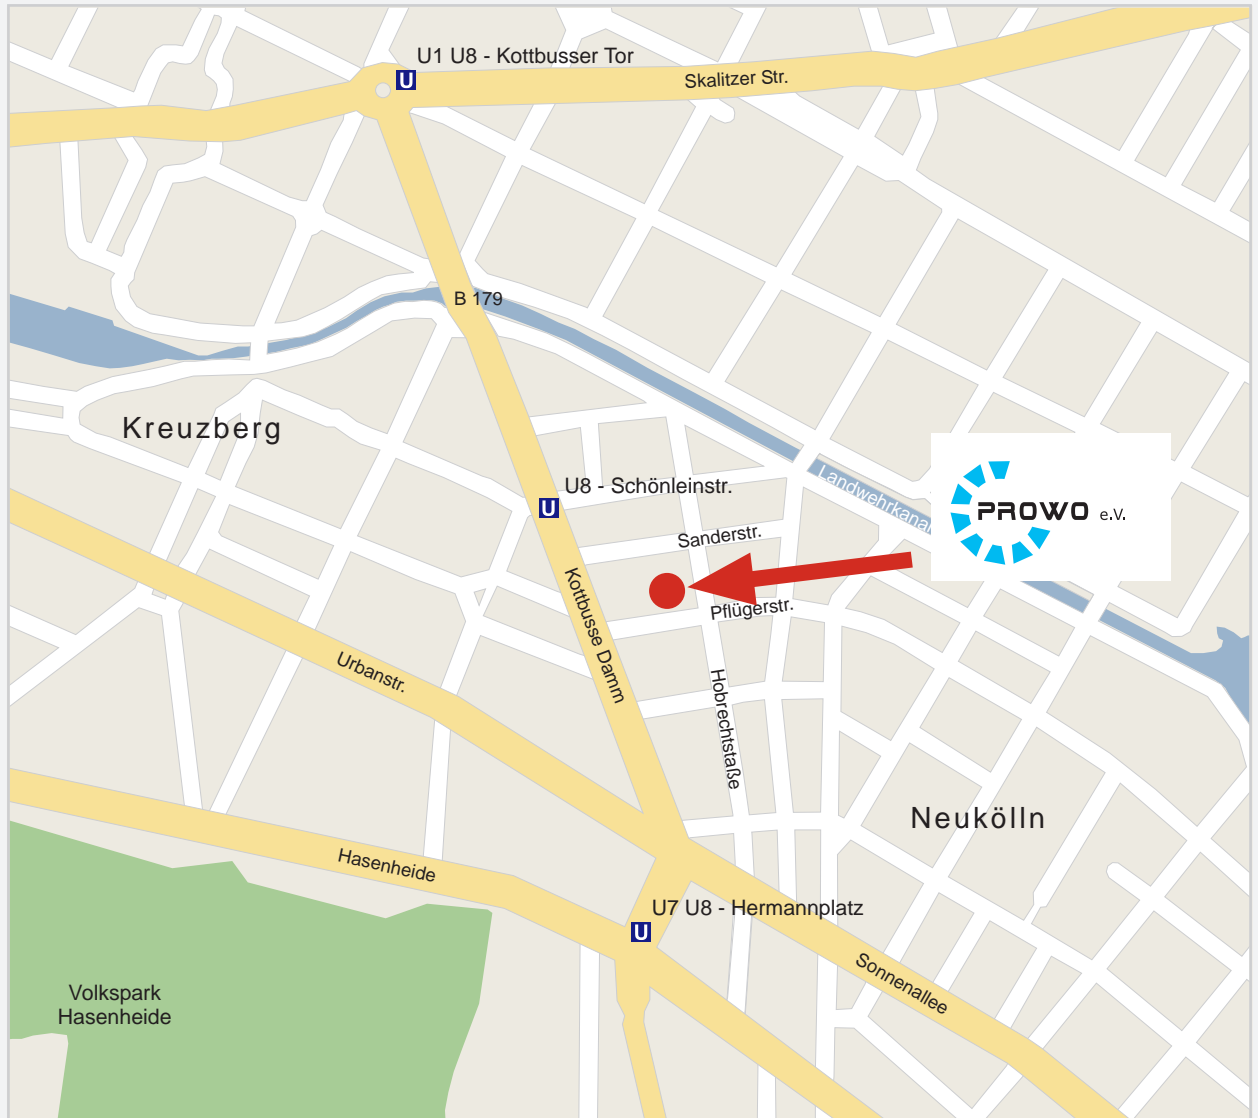 U1 U8 - Kottbusser Tor
U
Skalitzer Str.
B 179
Kreuzberg
U8 - Schönleinstr.
U
Landwehrkanal
PROWO e.V.
Sanderstr.
Pflügerstr.
Kottbusse Damm
Urbanstr.
Hobrechtstaße
Neukölln
Hasenheide
U7 U8 - Hermannplatz
U
Sonnenallee
Volkspark
Hasenheide